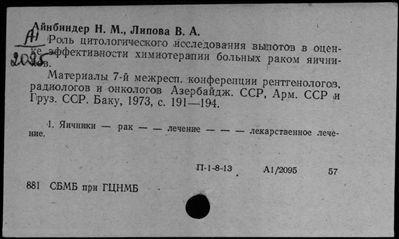 Айнбиндер Н. М., Липова В. А.
Роль цитологического исследования выпотов в оцен-
ке эффективности химиотерапии больных раком яични-
ков.
А1
2095
Материалы 7-й межресп. конференции рентгенологов,
радиологов и онкологов Азербайдж. ССР, Арм. ССР и
Груз. ССР. Баку, 1973, с. 191—194.
1. Яичники — рак — — лечение — — — лекарственное лече-
ние.
П-1-8-13 А1/2095 57
881 СБМБ при ГЦНМБ